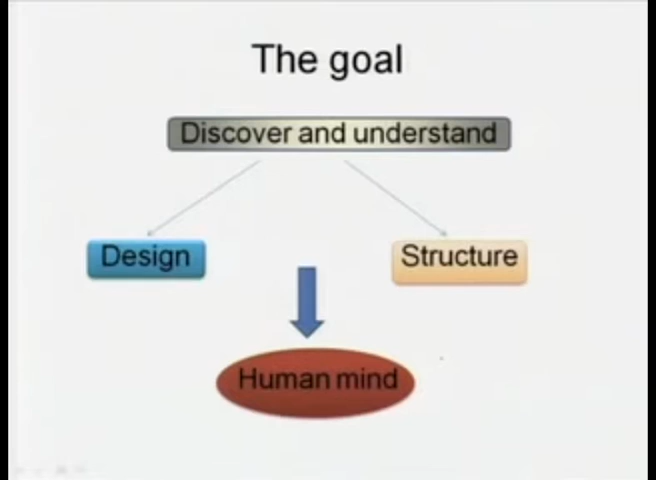 The goal
Discover and understand
Design
Structure
Human mind